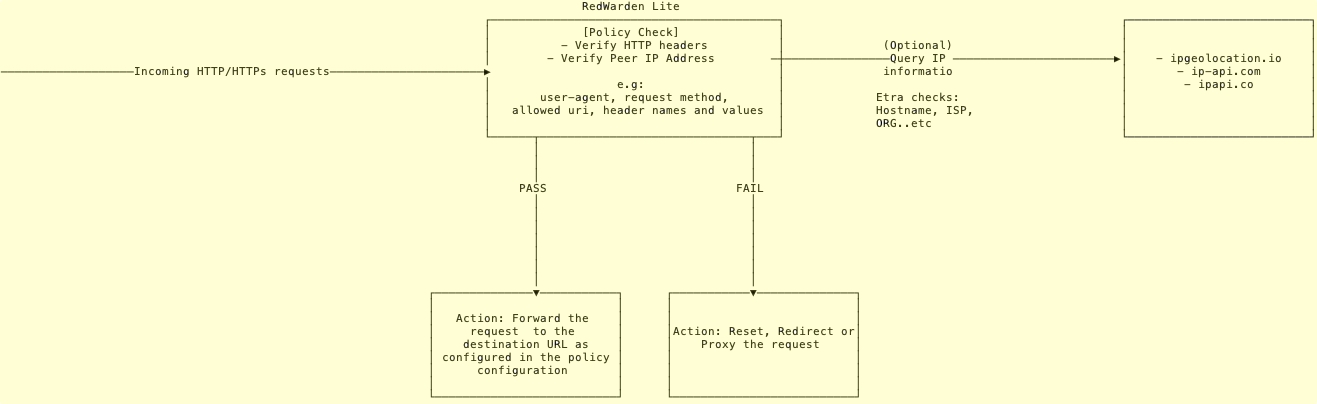 RedWarden Lite
[Policy Check]
– Verify HTTP headers
– Verify Peer IP Address
e.g:
user–agent, request method,
allowed uri, header names and values
Incoming HTTP/HTTPs requests
(Optional)
Query IP
informatio
Etra checks:
Hostname, ISP,
ORG..etc
– ipgeolocation.io
– ip–api.com
– ipapi.co
PASS
FAIL
Action: Forward the
request  to the
destination URL as
configured in the policy
configuration
Action: Reset, Redirect or
Proxy the request